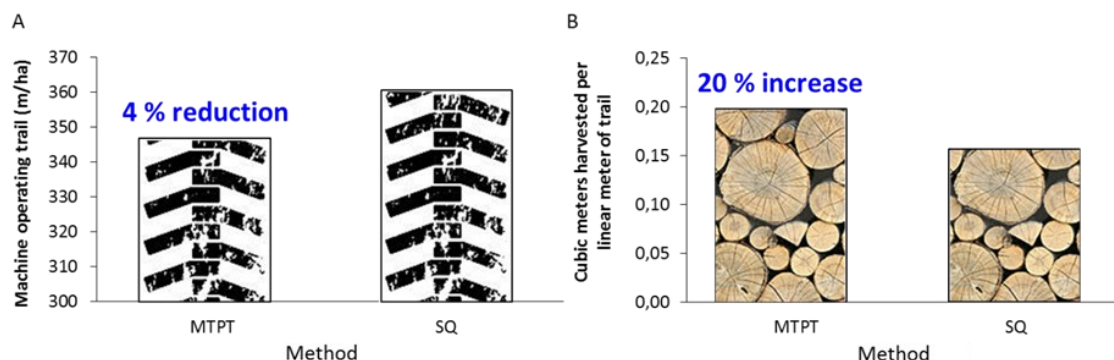 A
Machine operating trail (m/ha)
370
360
350
340
330
320
310
300
4 % reduction
MTPT
SQ
Method
B
Cubic meters harvested per
linear meter of trail
0,25
0,20
0,15
0,10
0,05
0,00
20 % increase
MTPT
SQ
Method